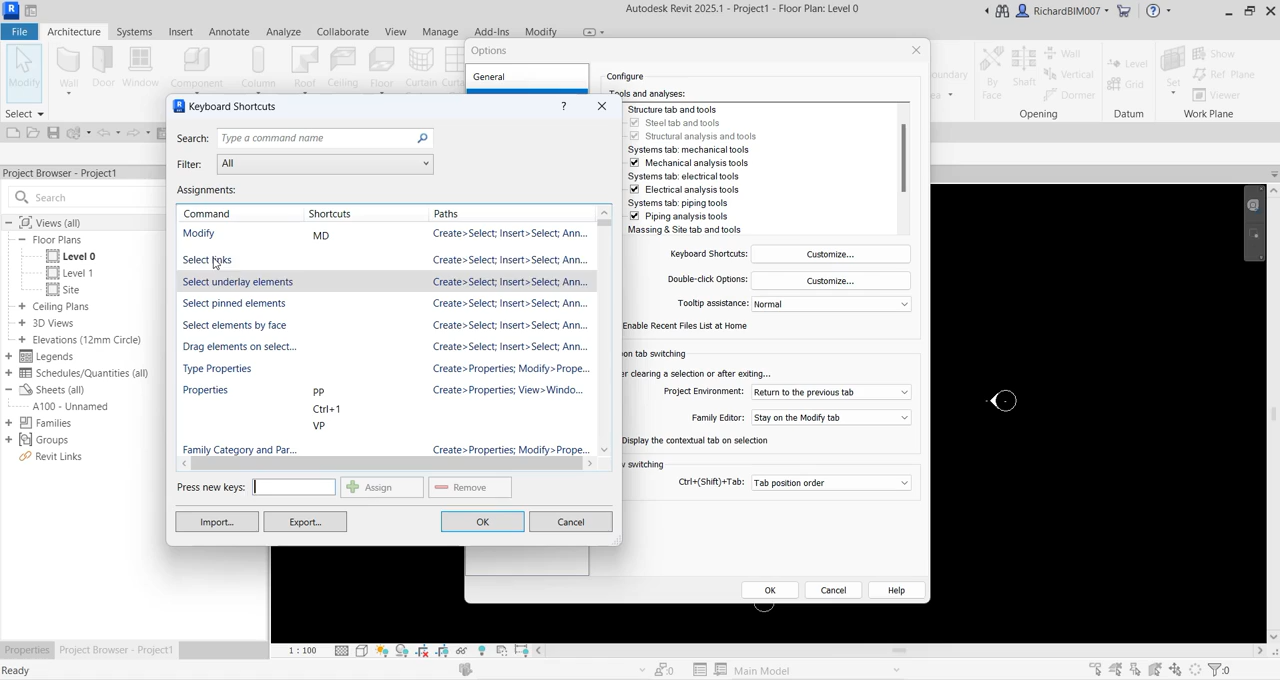 Autodesk Revit 2025.1 - Project1 - Floor Plan: Level 0
RichardBIM007
File Architecture Systems Insert Annotate Analyze Collaborate View Manage Add-Ins Modify
Modify Wall Door Window Component Column Roof Ceiling Floor Curtain
By Face Shaft Wall Vertical Dormer
Level Grid
Set Show Ref Plane Viewer
Select Opening Datum Work Plane
Options
General
Configure
Tools and analyses:
Structure tab and tools
Steel tab and tools
Structural analysis and tools
Systems tab: mechanical tools
Mechanical analysis tools
Systems tab: electrical tools
Electrical analysis tools
Systems tab: piping tools
Piping analysis tools
Massing & Site tab and tools
Keyboard Shortcuts: Customize...
Double-click Options: Customize...
Tooltip assistance: Normal
Enable Recent Files List at Home
tab switching
clearing a selection or after exiting...
Project Environment: Return to the previous tab
Family Editor: Stay on the Modify tab
Display the contextual tab on selection
switching
Ctrl+(Shift)+Tab: Tab position order
OK Cancel Help
Keyboard Shortcuts
?
Search: Type a command name
Filter: All
Assignments:
Command Shortcuts Paths
Modify MD Create>Select; Insert>Select; Ann...
Select links Create>Select; Insert>Select; Ann...
Select underlay elements Create>Select; Insert>Select; Ann...
Select pinned elements Create>Select; Insert>Select; Ann...
Select elements by face Create>Select; Insert>Select; Ann...
Drag elements on select... Create>Select; Insert>Select; Ann...
Type Properties Create>Properties; Modify>Prope...
Properties PP Create>Properties; View>Windo...
Ctrl+1
VP
Family Category and Par... Create>Properties; Modify>Prope...
Press new keys: Assign Remove
Import... Export... OK Cancel
Project Browser - Project1
Search
Views (all)
Floor Plans
Level 0
Level 1
Site
Ceiling Plans
3D Views
Elevations (12mm Circle)
Legends
Schedules/Quantities (all)
Sheets (all)
A100 - Unnamed
Families
Groups
Revit Links
Properties Project Browser - Project1
1 : 100
Ready
:0 Main Model :0